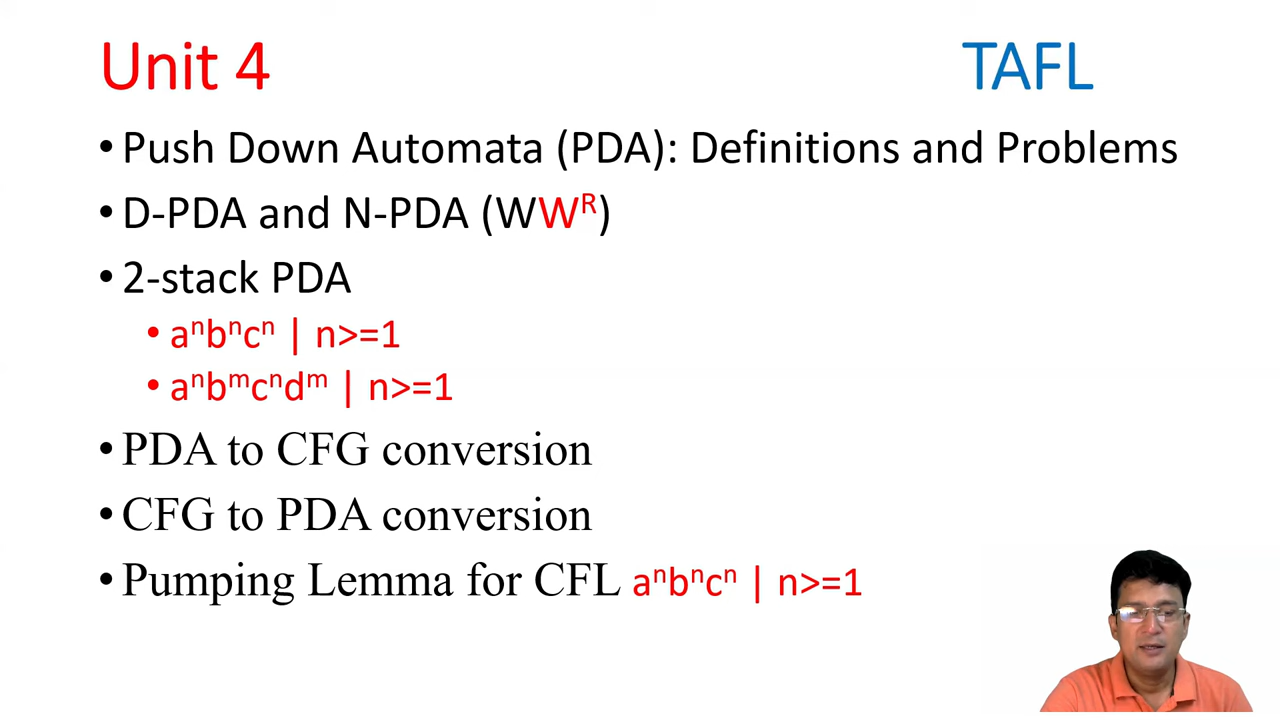 Unit 4 TAFL
• Push Down Automata (PDA): Definitions and Problems
• D-PDA and N-PDA (WWᴿ)
• 2-stack PDA
• aⁿbⁿcⁿ | n>=1
• aⁿbᵐcⁿdᵐ | n>=1
• PDA to CFG conversion
• CFG to PDA conversion
• Pumping Lemma for CFL aⁿbⁿcⁿ | n>=1